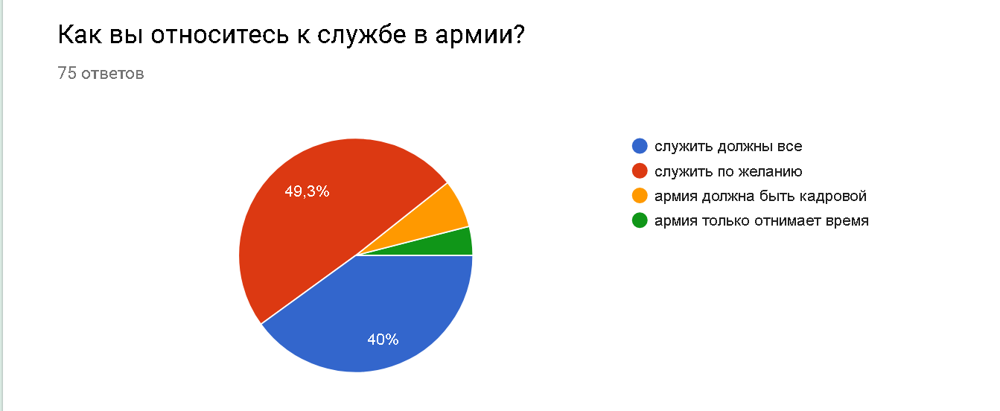 Как вы относитесь к службе в армии?
75 ответов
служить должны все
служить по желанию
армия должна быть кадровой
армия только отнимает время
49,3%
40%